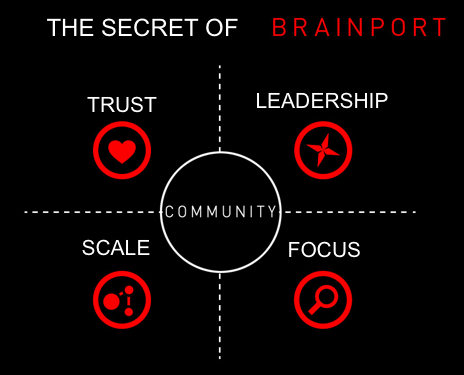 THE SECRET OF BRAINPORT
TRUST
LEADERSHIP
COMMUNITY
SCALE
FOCUS